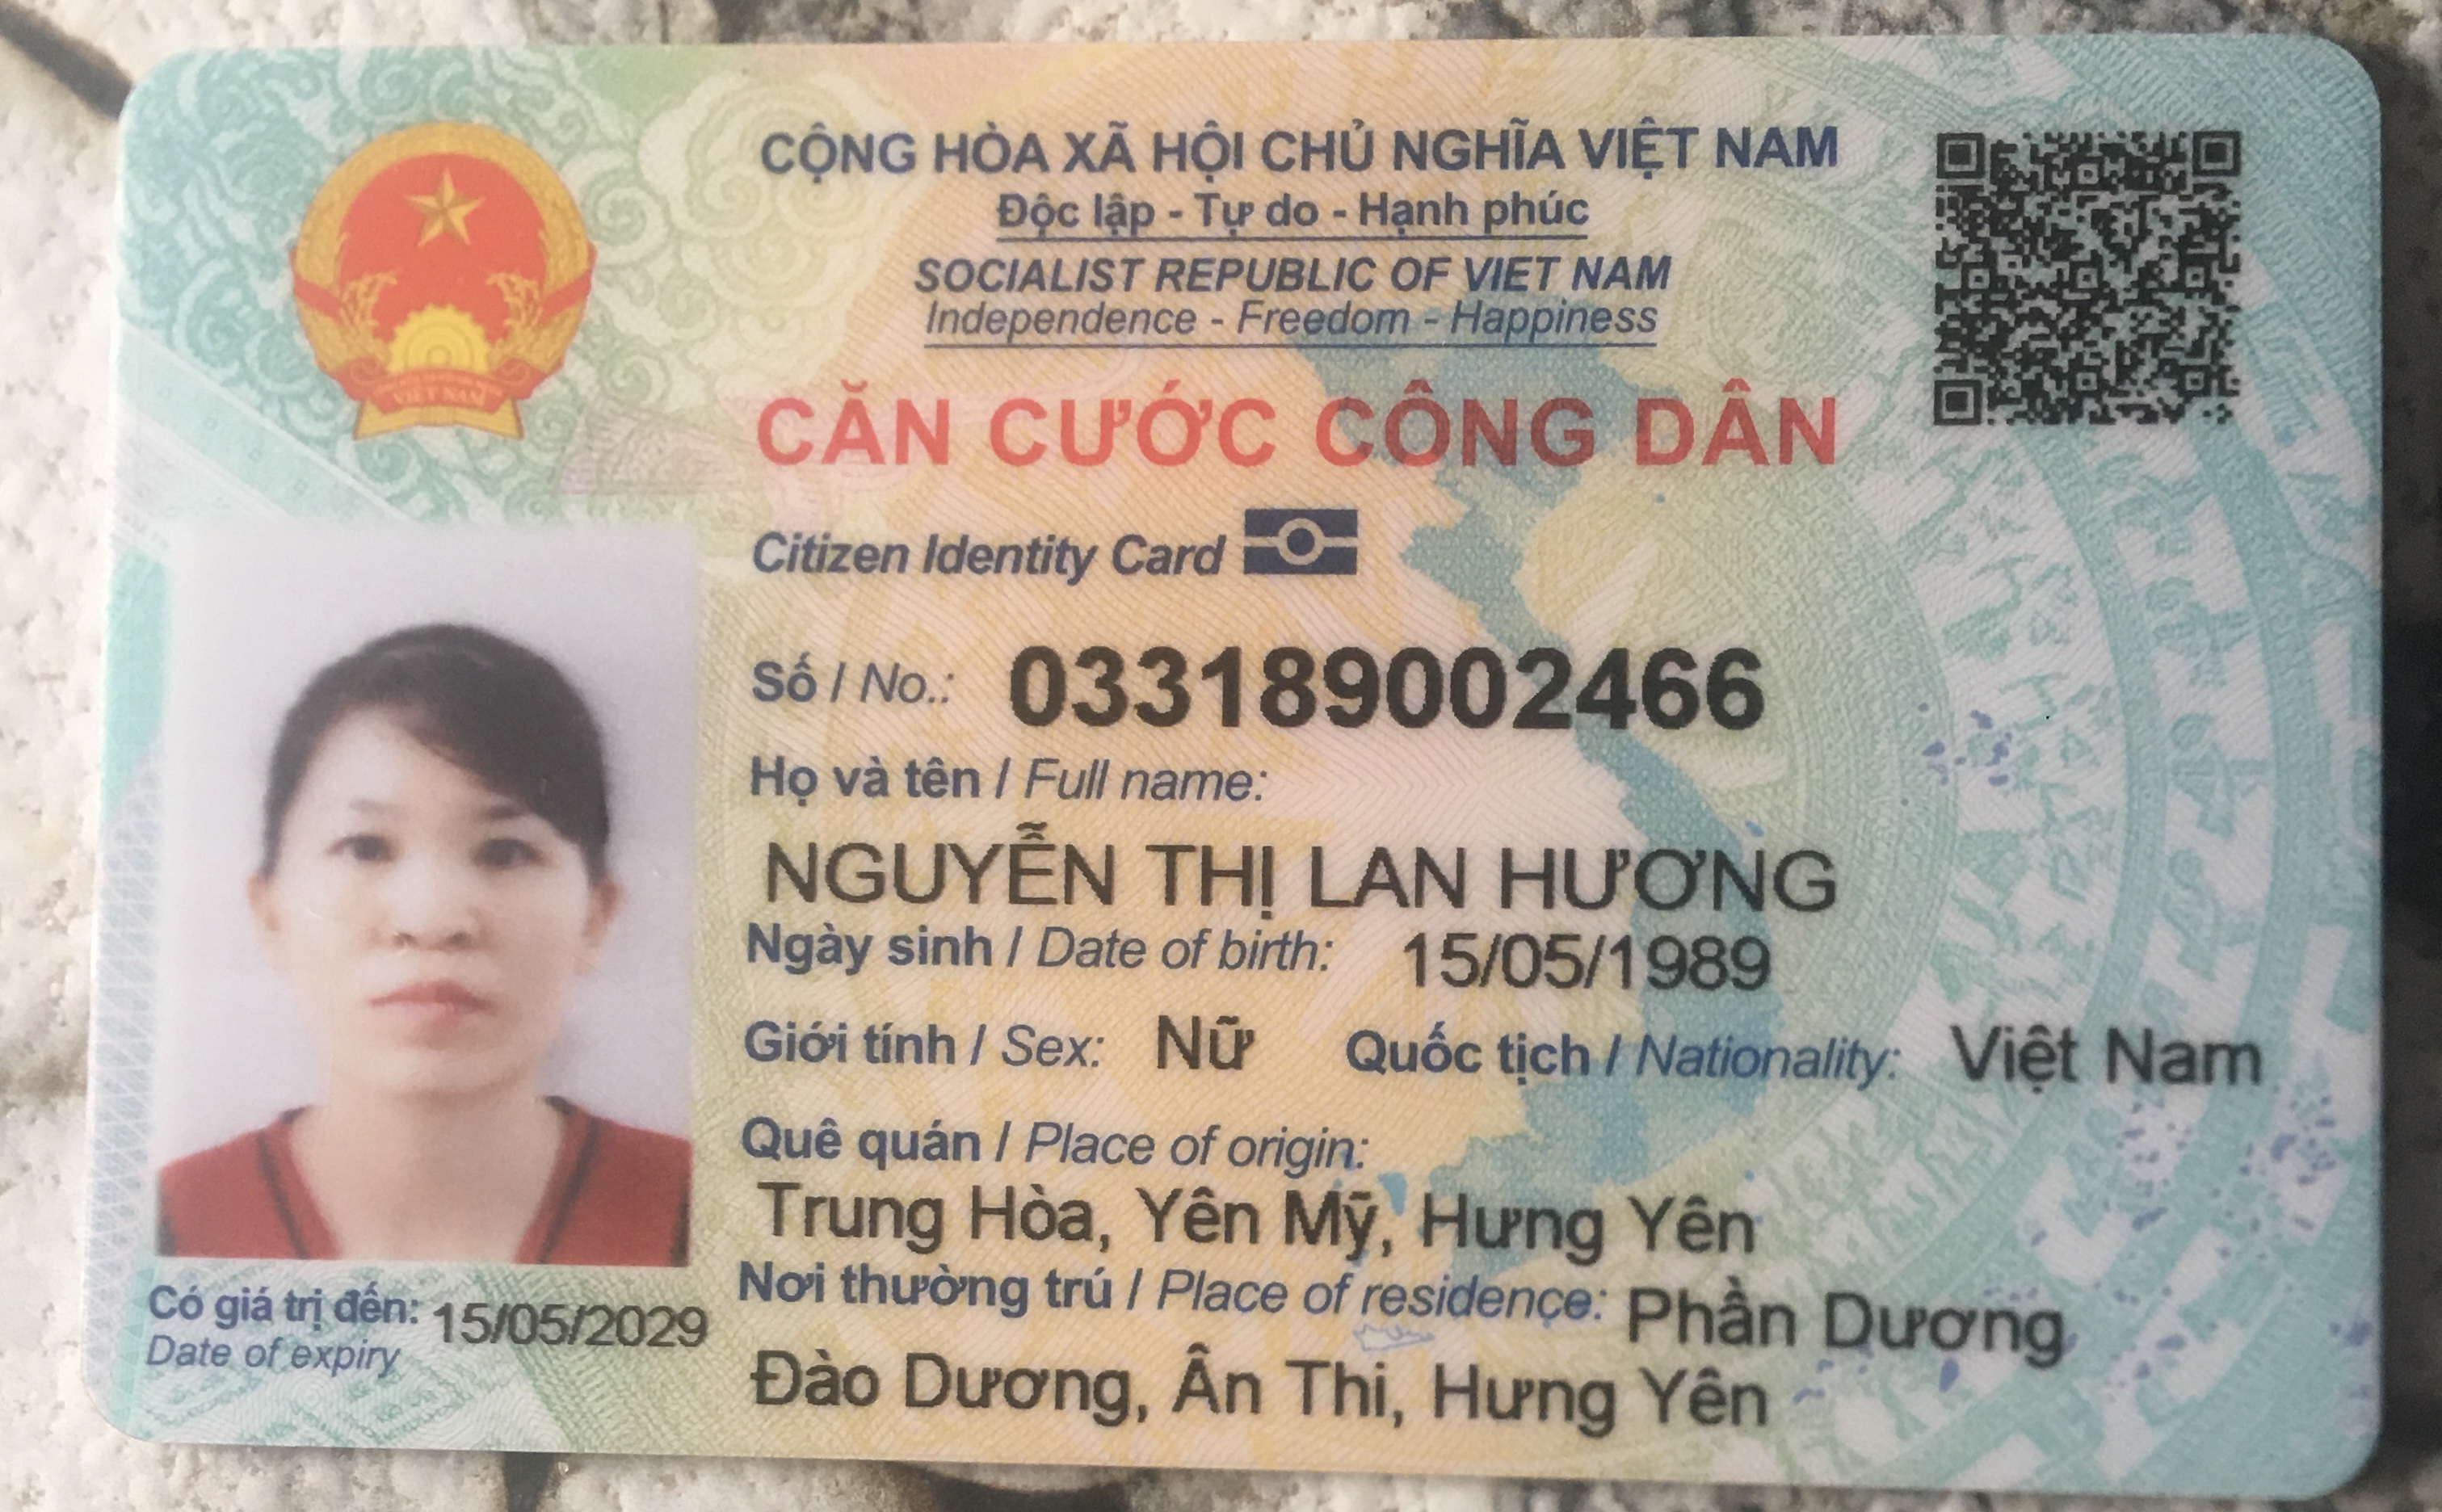 CỘNG HÒA XÃ HỘI CHỦ NGHĨA VIỆT NAM
Độc lập - Tự do - Hạnh phúc
SOCIALIST REPUBLIC OF VIET NAM
Independence - Freedom - Happiness
CĂN CƯỚC CÔNG DÂN
Citizen Identity Card
Số / No.: 033189002466
Họ và tên / Full name:
NGUYỄN THỊ LAN HƯƠNG
Ngày sinh / Date of birth: 15/05/1989
Giới tính / Sex: Nữ Quốc tịch / Nationality: Việt Nam
Quê quán / Place of origin:
Trung Hòa, Yên Mỹ, Hưng Yên
Nơi thường trú / Place of residence: Phần Dương
Đào Dương, Ân Thi, Hưng Yên
Có giá trị đến: 15/05/2029
Date of expiry
VIỆT NAM